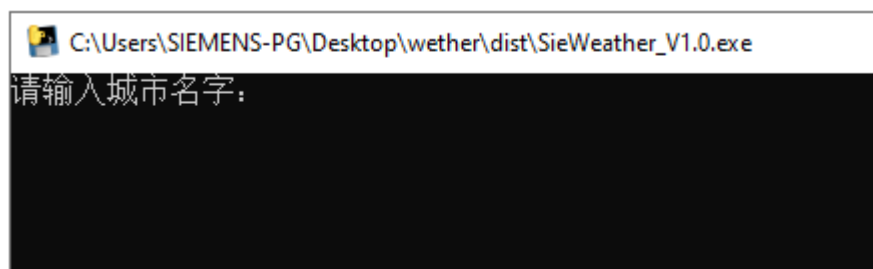 C:\Users\SIEMENS-PG\Desktop\wether\dist\SieWeather_V1.0.exe
请输入城市名字：